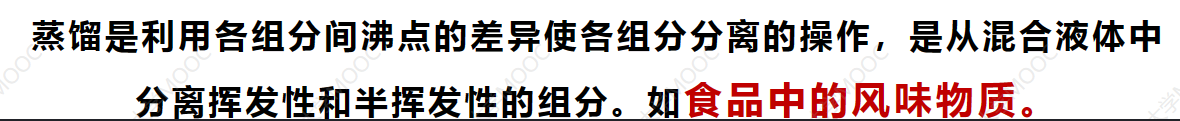 蒸馏是利用各组分间沸点的差异使各组分分离的操作，是从混合液体中
分离挥发性和半挥发性的组分。如食品中的风味物质。